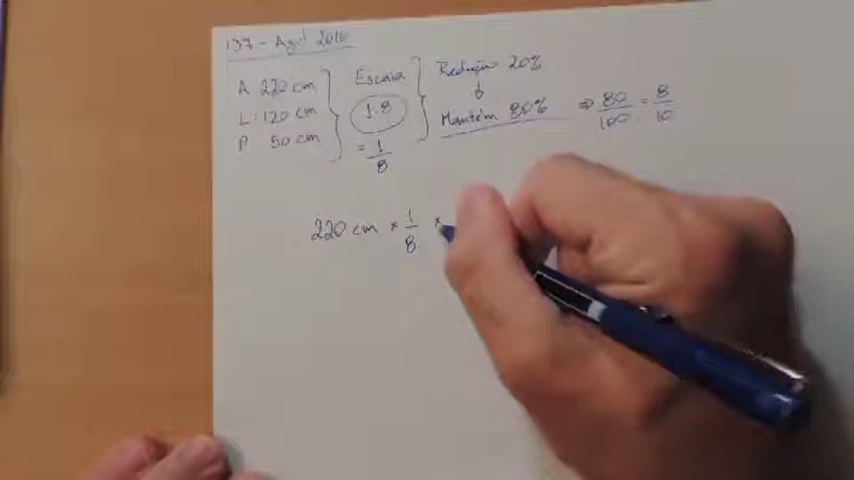 137 - Azul 2016
A 220 cm
L: 120 cm
P 50 cm
Escala
1:8
= 1/8
Redução 20%
↓
Mantém 80%
⇒ 80/100 = 8/10
220 cm × 1/8 ×